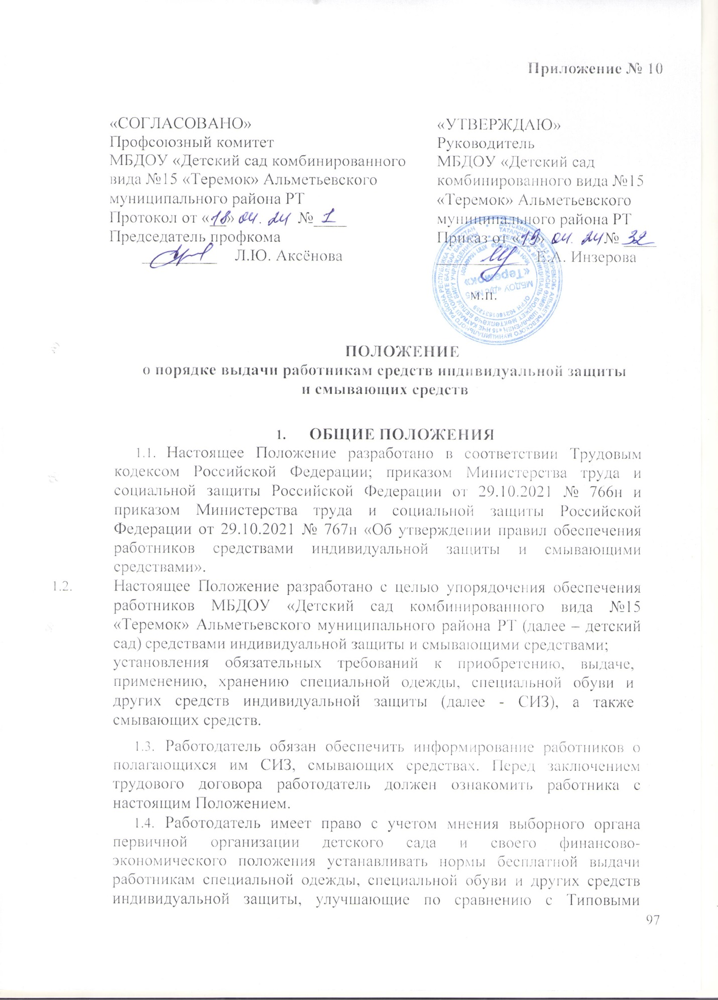 Приложение № 10
«СОГЛАСОВАНО»
Профсоюзный комитет
МБДОУ «Детский сад комбинированного
вида №15 «Теремок» Альметьевского
муниципального района РТ
Протокол от «18» 04. 24 № 1
Председатель профкома
Л.Ю. Аксёнова
«УТВЕРЖДАЮ»
Руководитель
МБДОУ «Детский сад
комбинированного вида №15
«Теремок» Альметьевского
муниципального района РТ
Приказ от «19» 04. 24 № 32
Е.А. Инзерова
м.п.
МБДОУ «Д/с №15
«Теремок»
ПОЛОЖЕНИЕ
о порядке выдачи работникам средств индивидуальной защиты
и смывающих средств
1. ОБЩИЕ ПОЛОЖЕНИЯ
1.1. Настоящее Положение разработано в соответствии Трудовым
кодексом Российской Федерации; приказом Министерства труда и
социальной защиты Российской Федерации от 29.10.2021 № 766н и
приказом Министерства труда и социальной защиты Российской
Федерации от 29.10.2021 № 767н «Об утверждении правил обеспечения
работников средствами индивидуальной защиты и смывающими
средствами».
1.2. Настоящее Положение разработано с целью упорядочения обеспечения
работников МБДОУ «Детский сад комбинированного вида №15
«Теремок» Альметьевского муниципального района РТ (далее – детский
сад) средствами индивидуальной защиты и смывающими средствами;
установления обязательных требований к приобретению, выдаче,
применению, хранению специальной одежды, специальной обуви и
других средств индивидуальной защиты (далее - СИЗ), а также
смывающих средств.
1.3. Работодатель обязан обеспечить информирование работников о
полагающихся им СИЗ, смывающих средствах. Перед заключением
трудового договора работодатель должен ознакомить работника с
настоящим Положением.
1.4. Работодатель имеет право с учетом мнения выборного органа
первичной организации детского сада и своего финансово-
экономического положения устанавливать нормы бесплатной выдачи
работникам специальной одежды, специальной обуви и других средств
индивидуальной защиты, улучшающие по сравнению с Типовыми
97